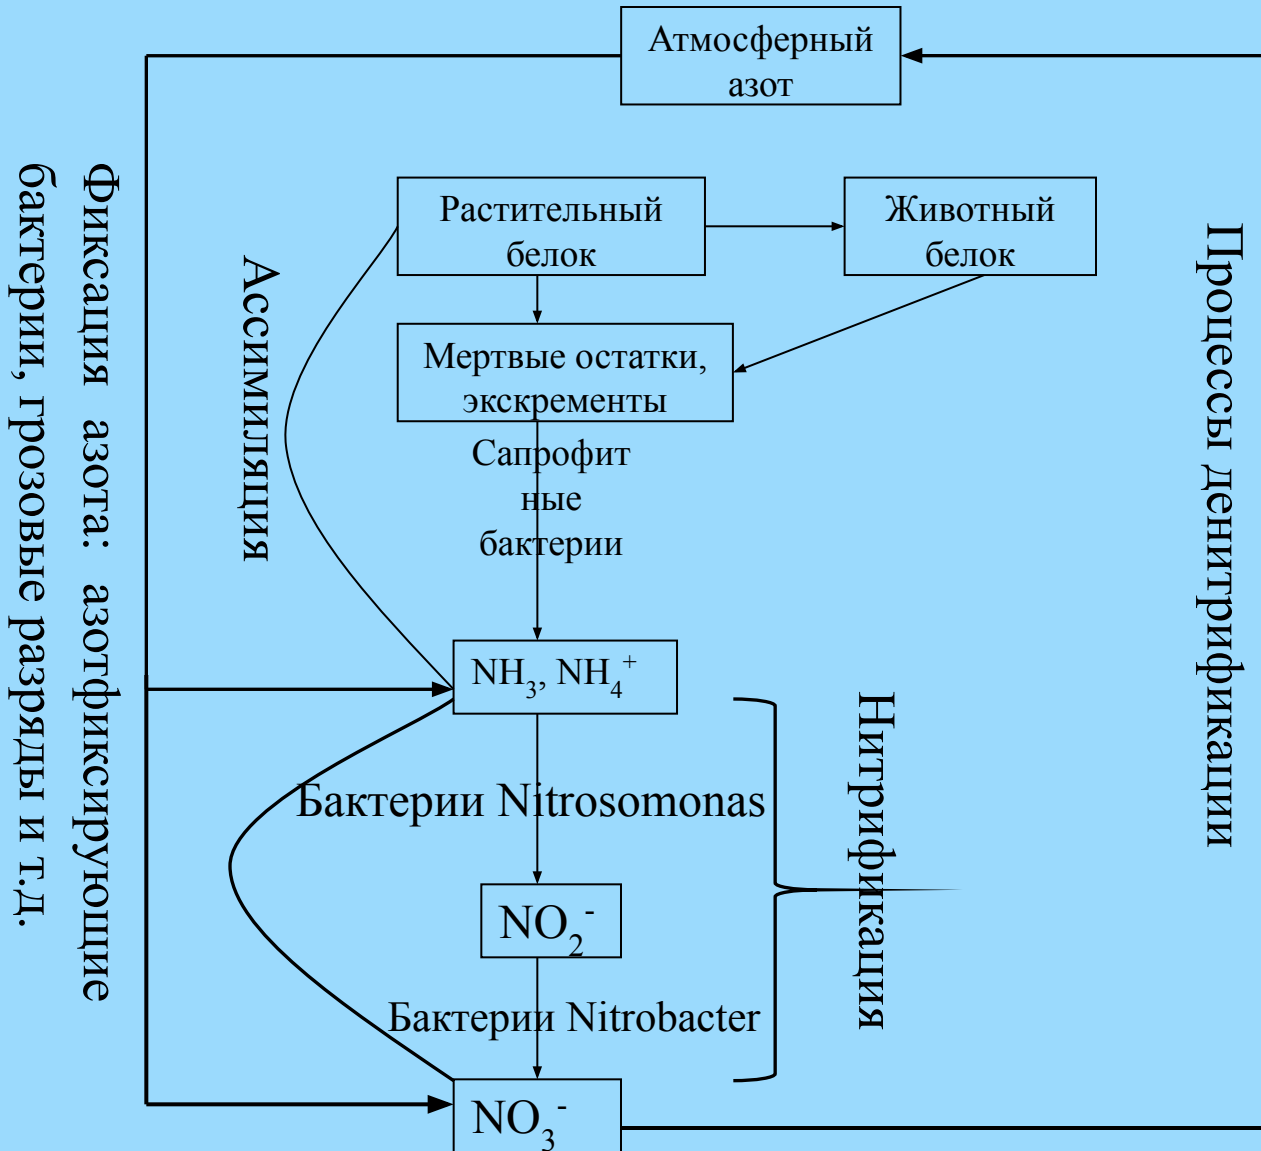 Атмосферный
азот
Растительный
белок
Животный
белок
Мертвые остатки,
экскременты
Сапрофит
ные
бактерии
Ассимиляция
Фиксация азота: азотфиксирующие
бактерии, грозовые разряды и т.д.
Процессы денитрификации
NH₃, NH₄⁺
Бактерии Nitrosomonas
Нитрификация
NO₂⁻
Бактерии Nitrobacter
NO₃⁻